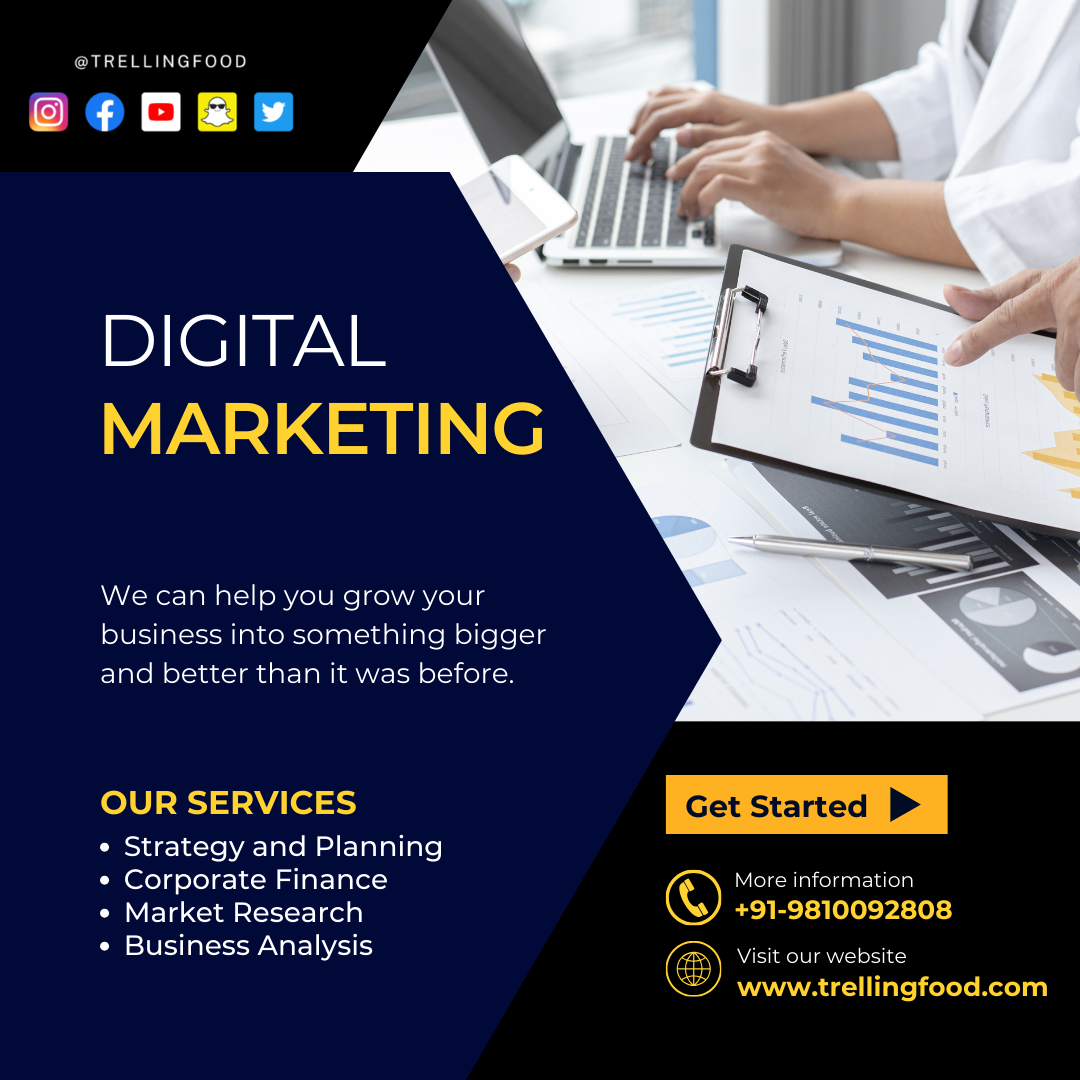 @TRELLINGFOOD
DIGITAL
MARKETING
We can help you grow your
business into something bigger
and better than it was before.
OUR SERVICES
• Strategy and Planning
• Corporate Finance
• Market Research
• Business Analysis
Get Started
More information
+91-9810092808
Visit our website
www.trellingfood.com